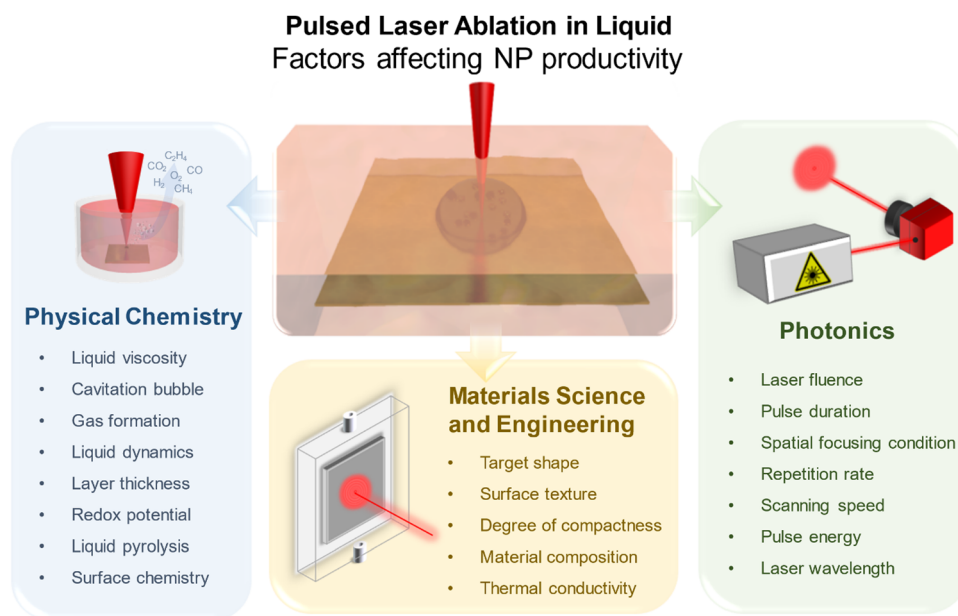 Pulsed Laser Ablation in Liquid
Factors affecting NP productivity
C₂H₄
CO₂
CO
O₂
H₂
CH₄
Physical Chemistry
• Liquid viscosity
• Cavitation bubble
• Gas formation
• Liquid dynamics
• Layer thickness
• Redox potential
• Liquid pyrolysis
• Surface chemistry
Materials Science
and Engineering
• Target shape
• Surface texture
• Degree of compactness
• Material composition
• Thermal conductivity
Photonics
• Laser fluence
• Pulse duration
• Spatial focusing condition
• Repetition rate
• Scanning speed
• Pulse energy
• Laser wavelength